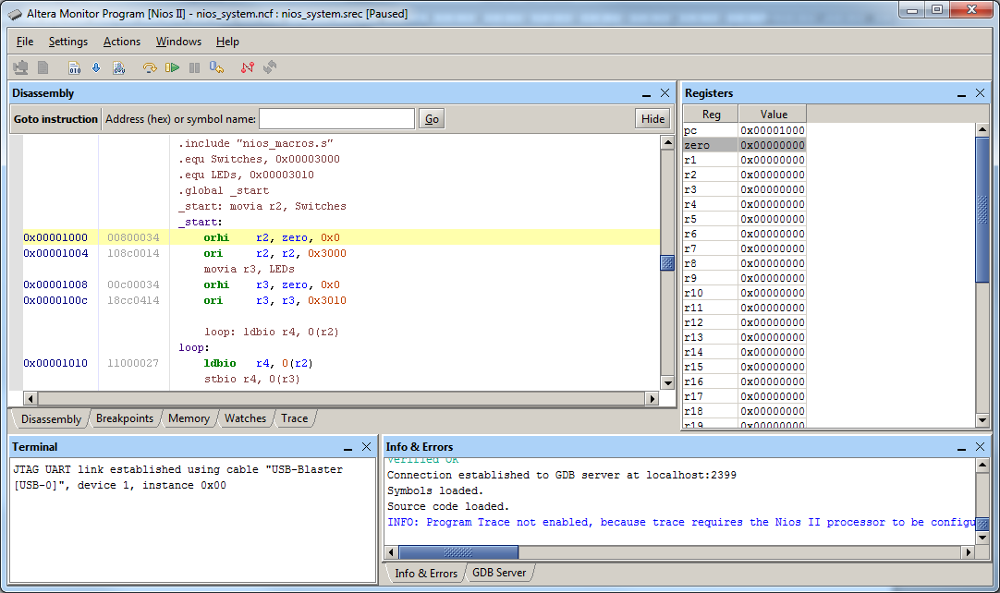 Altera Monitor Program [Nios II] - nios_system.ncf : nios_system.srec [Paused]
File Settings Actions Windows Help
Disassembly
Goto instruction Address (hex) or symbol name: Go Hide
.include "nios_macros.s"
.equ Switches, 0x00003000
.equ LEDs, 0x00003010
.global _start
_start: movia r2, Switches
_start:
0x00001000 00800034 orhi r2, zero, 0x0
0x00001004 108c0014 ori r2, r2, 0x3000
movia r3, LEDs
0x00001008 00c00034 orhi r3, zero, 0x0
0x0000100c 18cc0414 ori r3, r3, 0x3010
loop: ldbio r4, 0(r2)
loop:
0x00001010 11000027 ldbio r4, 0(r2)
stbio r4, 0(r3)
Disassembly Breakpoints Memory Watches Trace
Registers
Reg Value
pc 0x00001000
zero 0x00000000
r1 0x00000000
r2 0x00000000
r3 0x00000000
r4 0x00000000
r5 0x00000000
r6 0x00000000
r7 0x00000000
r8 0x00000000
r9 0x00000000
r10 0x00000000
r11 0x00000000
r12 0x00000000
r13 0x00000000
r14 0x00000000
r15 0x00000000
r16 0x00000000
r17 0x00000000
r18 0x00000000
r19 0x00000000
Terminal
JTAG UART link established using cable "USB-Blaster
[USB-0]", device 1, instance 0x00
Info & Errors
Verified OK
Connection established to GDB server at localhost:2399
Symbols loaded.
Source code loaded.
INFO: Program Trace not enabled, because trace requires the Nios II processor to be configu
Info & Errors GDB Server